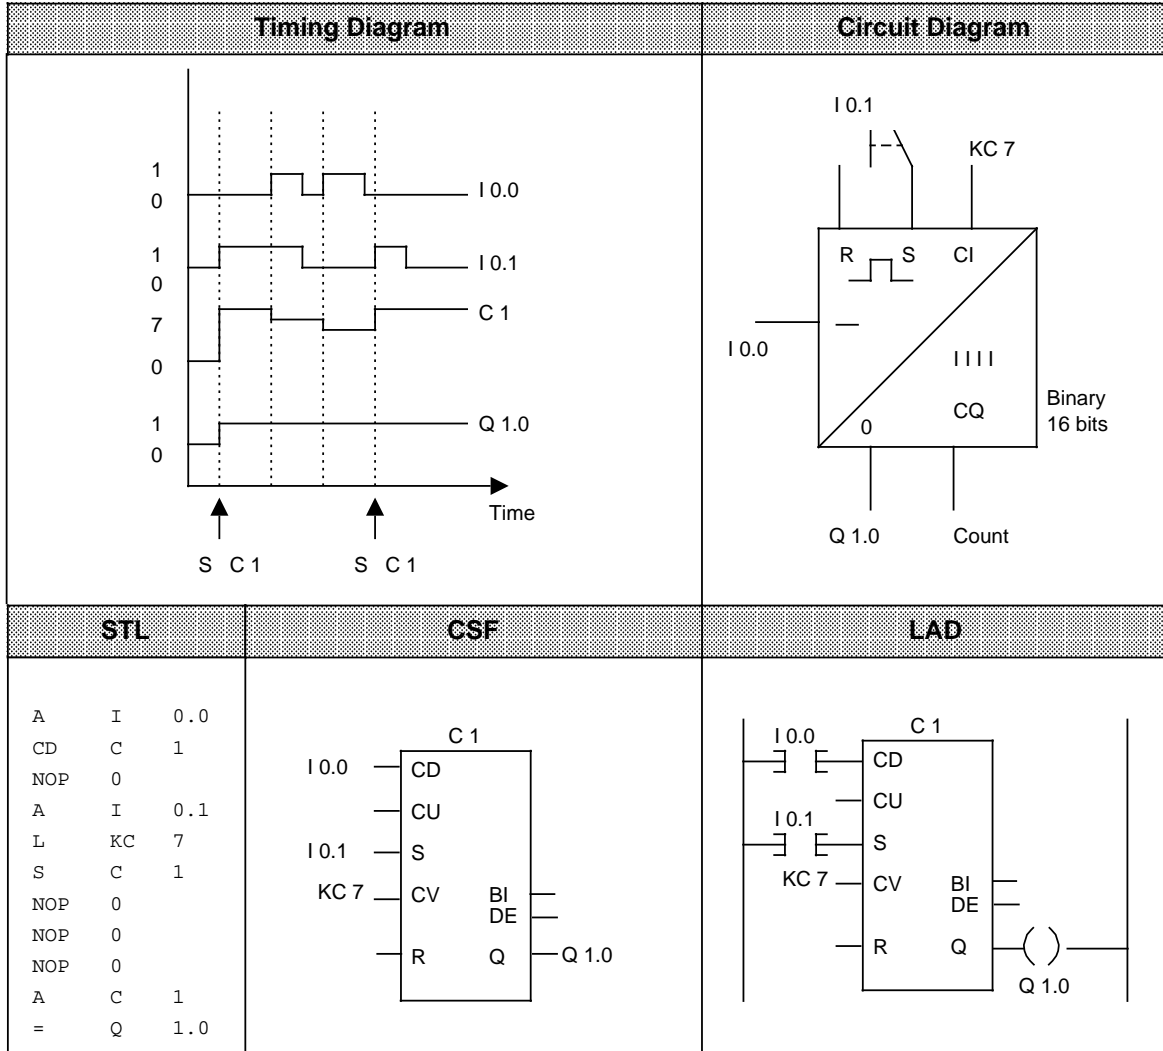 Timing Diagram
Circuit Diagram
1
0
I 0.0
1
0
I 0.1
7
0
C 1
1
0
Q 1.0
Time
S C 1
S C 1
I 0.1
KC 7
R S CI
I 0.0
I I I I
CQ
0
Binary
16 bits
Q 1.0
Count
STL
CSF
LAD
A I 0.0
CD C 1
NOP 0
A I 0.1
L KC 7
S C 1
NOP 0
NOP 0
NOP 0
A C 1
= Q 1.0
C 1
I 0.0 CD
CU
I 0.1 S
KC 7 CV BI
DE
R Q Q 1.0
C 1
I 0.0
CD
CU
I 0.1
S
KC 7 CV BI
DE
R Q ( )
Q 1.0